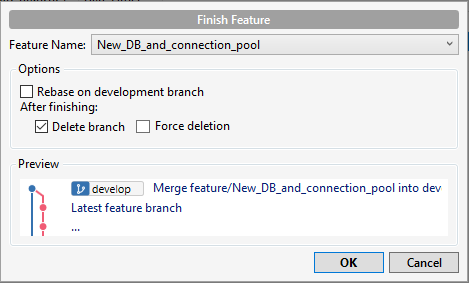 Finish Feature
Feature Name: New_DB_and_connection_pool
Options
Rebase on development branch
After finishing:
Delete branch Force deletion
Preview
develop Merge feature/New_DB_and_connection_pool into dev
Latest feature branch
...
OK Cancel